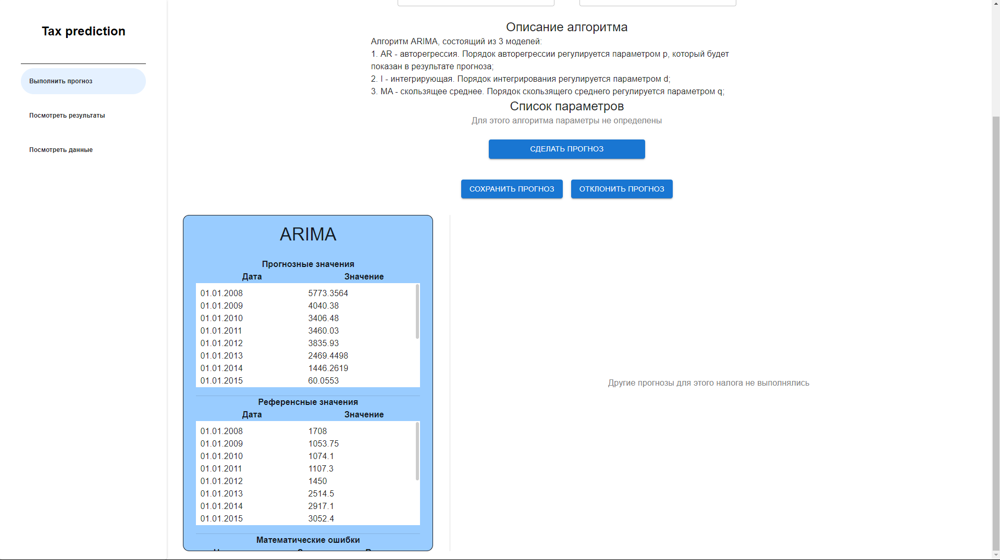 Tax prediction
Выполнить прогноз
Посмотреть результаты
Посмотреть данные
Описание алгоритма
Алгоритм ARIMA, состоящий из 3 моделей:
1. AR - авторегрессия. Порядок авторегрессии регулируется параметром p, который будет
показан в результате прогноза;
2. I - интегрирующая. Порядок интегрирования регулируется параметром d;
3. MA - скользящее среднее. Порядок скользящего среднего регулируется параметром q;
Список параметров
Для этого алгоритма параметры не определены
СДЕЛАТЬ ПРОГНОЗ
СОХРАНИТЬ ПРОГНОЗ ОТКЛОНИТЬ ПРОГНОЗ
ARIMA
Прогнозные значения
Дата Значение
01.01.2008 5773.3564
01.01.2009 4040.38
01.01.2010 3406.48
01.01.2011 3460.03
01.01.2012 3835.93
01.01.2013 2469.4498
01.01.2014 1446.2619
01.01.2015 60.0553
Референсные значения
Дата Значение
01.01.2008 1708
01.01.2009 1053.75
01.01.2010 1074.1
01.01.2011 1107.3
01.01.2012 1450
01.01.2013 2514.5
01.01.2014 2917.1
01.01.2015 3052.4
Математические ошибки
Другие прогнозы для этого налога не выполнялись